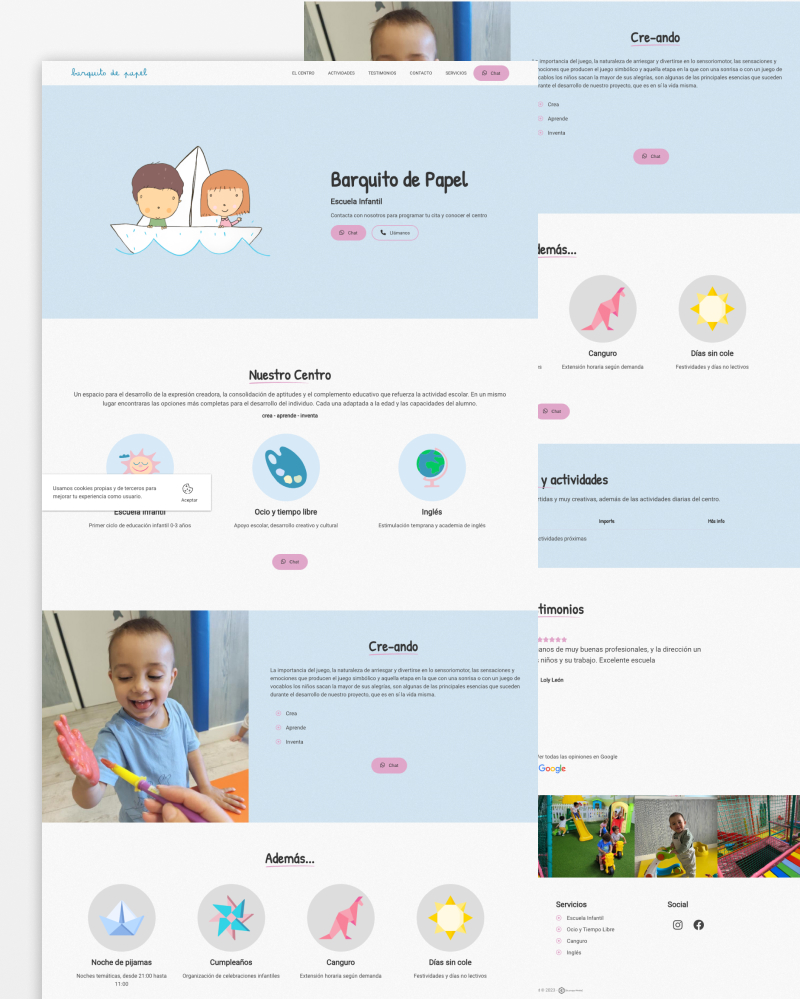 barquito de papel
EL CENTRO ACTIVIDADES TESTIMONIOS CONTACTO SERVICIOS Chat
Barquito de Papel
Escuela Infantil
Contacta con nosotros para programar tu cita y conocer el centro
Chat Llámanos
Nuestro Centro
Un espacio para el desarrollo de la expresión creadora, la consolidación de aptitudes y el complemento educativo que refuerza la actividad escolar. En un mismo
lugar encontraras las opciones más completas para el desarrollo del individuo. Cada una adaptada a la edad y las capacidades del alumno.
crea - aprende - inventa
Usamos cookies propias y de terceros para
mejorar tu experiencia como usuario.
Aceptar
Escuela Infantil
Primer ciclo de educación infantil 0-3 años
Ocio y tiempo libre
Apoyo escolar, desarrollo creativo y cultural
Inglés
Estimulación temprana y academia de inglés
Chat
Cre-ando
La importancia del juego, la naturaleza de arriesgar y divertirse en lo sensoriomotor, las sensaciones y
emociones que producen el juego simbólico y aquella etapa en la que con una sonrisa o con un juego de
vocablos los niños sacan la mayor de sus alegrías, son algunas de las principales esencias que suceden
durante el desarrollo de nuestro proyecto, que es en sí la vida misma.
Crea
Aprende
Inventa
Chat
Además...
Noche de pijamas
Noches temáticas, desde 21:00 hasta
11:00
Cumpleaños
Organización de celebraciones infantiles
Canguro
Extensión horaria según demanda
Días sin cole
Festividades y días no lectivos
Cre-ando
importancia del juego, la naturaleza de arriesgar y divertirse en lo sensoriomotor, las sensaciones y
mociones que producen el juego simbólico y aquella etapa en la que con una sonrisa o con un juego de
vocablos los niños sacan la mayor de sus alegrías, son algunas de las principales esencias que suceden
urante el desarrollo de nuestro proyecto, que es en sí la vida misma.
Crea
Aprende
Inventa
Chat
demás...
Canguro
Extensión horaria según demanda
Días sin cole
Festividades y días no lectivos
Chat
y actividades
tidas y muy creativas, además de las actividades diarias del centro.
Importe Más info
ctividades próximas
timonios
anos de muy buenas profesionales, y la dirección un
niños y su trabajo. Excelente escuela
Loly León
Ver todas las opiniones en Google
Google
Servicios
Escuela Infantil
Ocio y Tiempo Libre
Canguro
Inglés
Social
© 2023 -